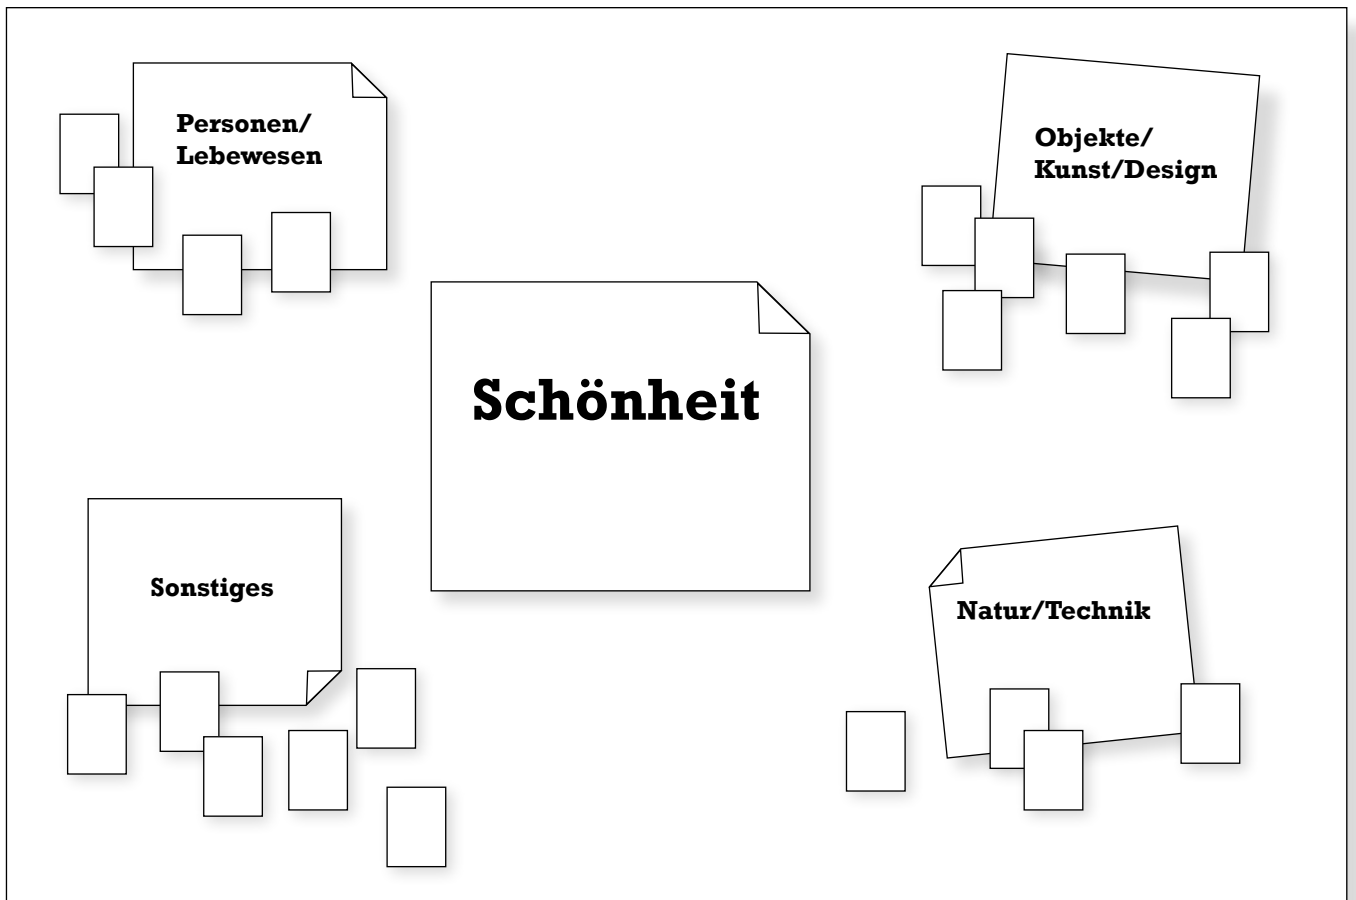 Personen/
Lebewesen
Objekte/
Kunst/Design
Schönheit
Sonstiges
Natur/Technik